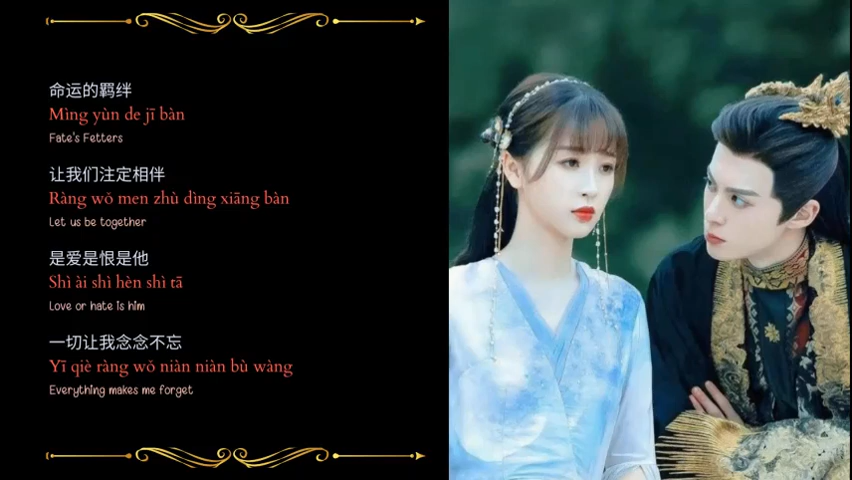 命运的羁绊
Mìng yùn de jī bàn
Fate's Fetters
让我们注定相伴
Ràng wǒ men zhù dìng xiāng bàn
Let us be together
是爱是恨是他
Shì ài shì hèn shì tā
Love or hate is him
一切让我念念不忘
Yī qiè ràng wǒ niàn niàn bù wàng
Everything makes me forget